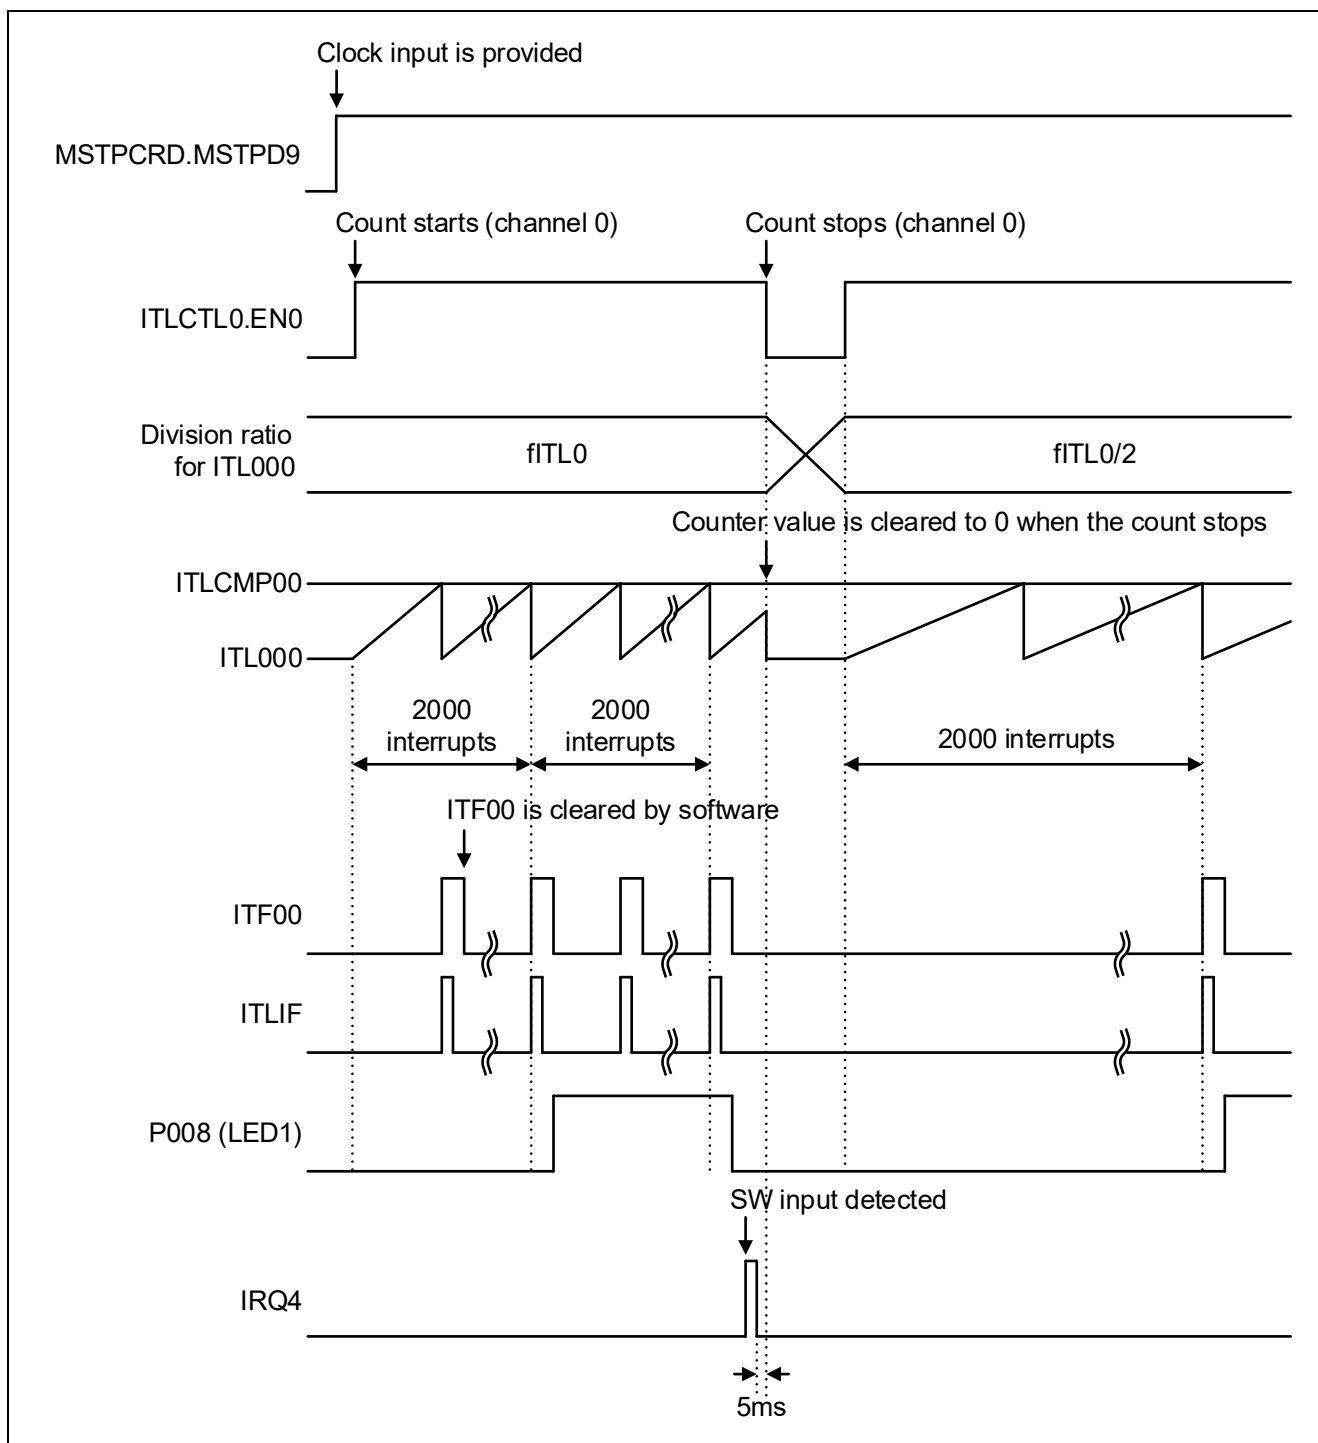 Clock input is provided
MSTPCRD.MSTPD9
Count starts (channel 0)
Count stops (channel 0)
ITLCTL0.EN0
Division ratio
for ITL000
fITL0
fITL0/2
Counter value is cleared to 0 when the count stops
ITLCMP00
ITL000
2000
interrupts
2000
interrupts
2000 interrupts
ITF00 is cleared by software
ITF00
ITLIF
P008 (LED1)
SW input detected
IRQ4
5ms